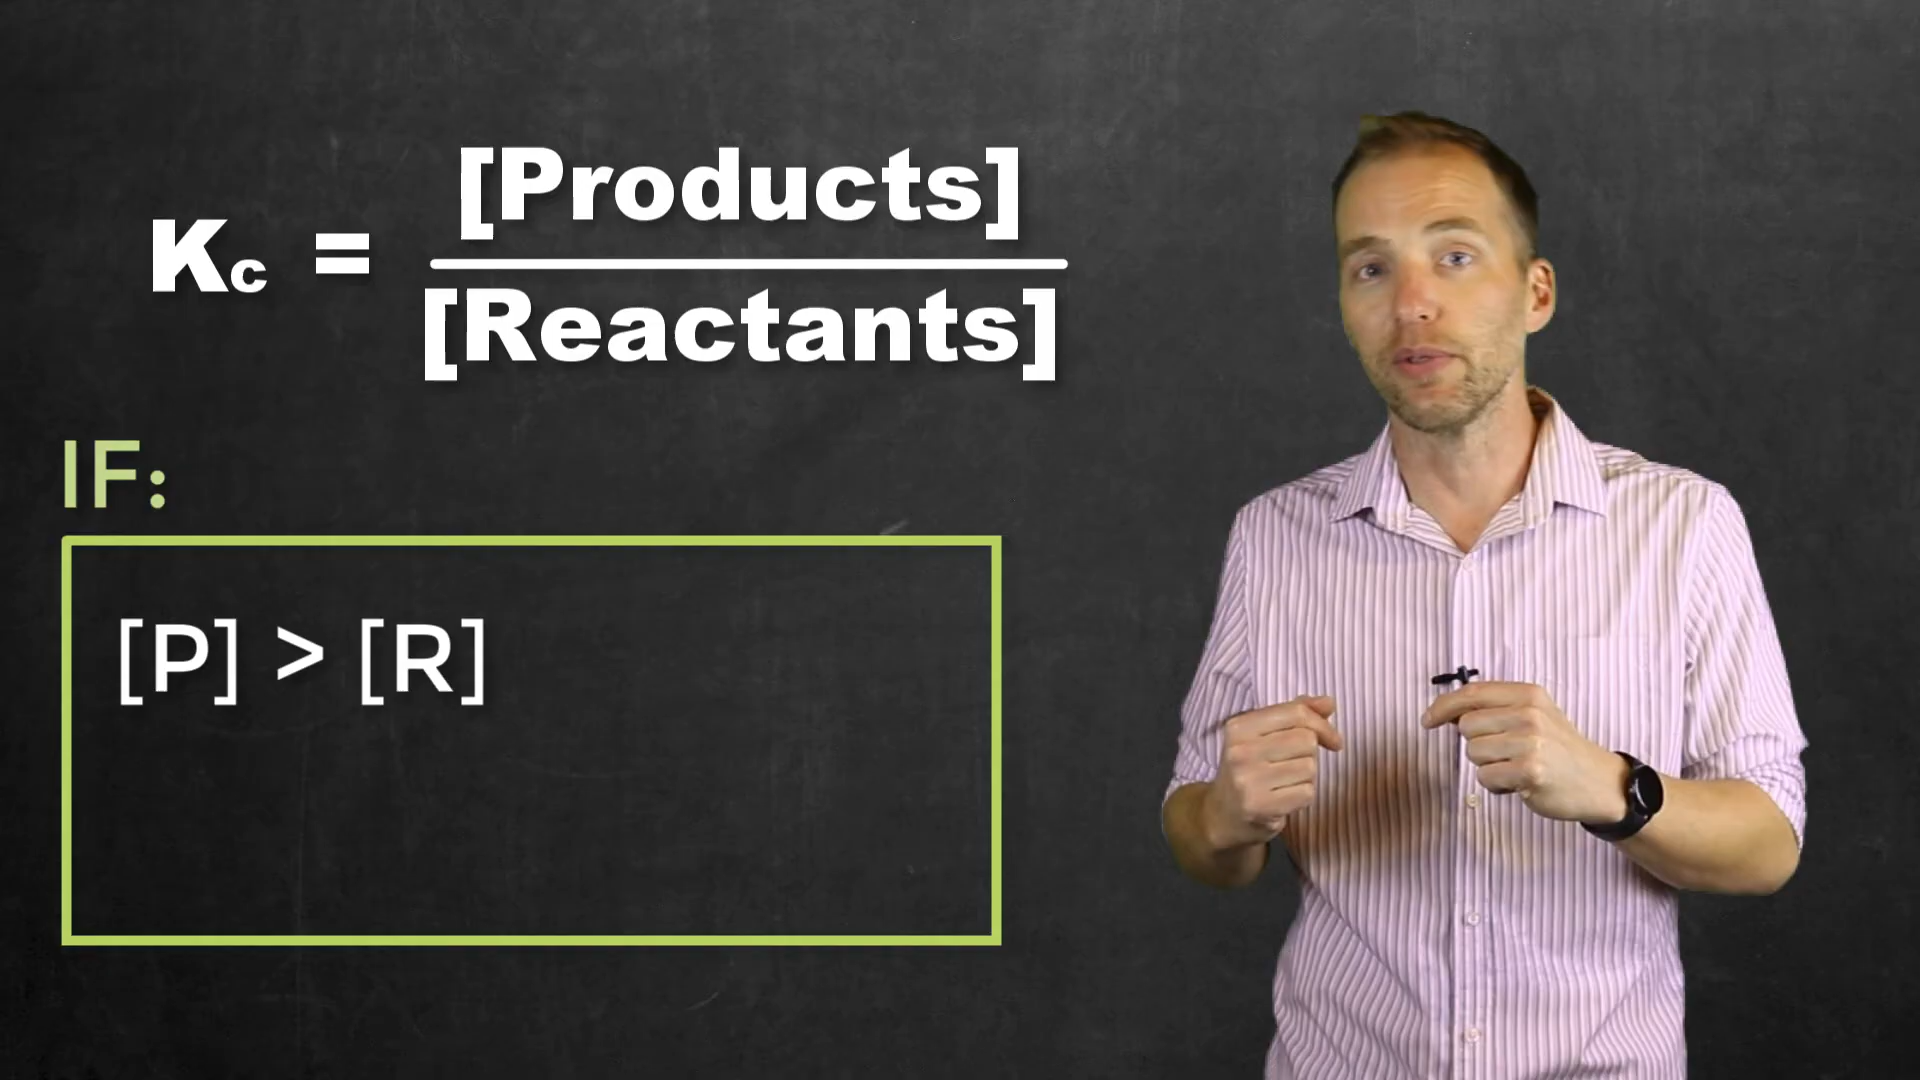 [Products]
Kc =
[Reactants]
IF:
[P] > [R]